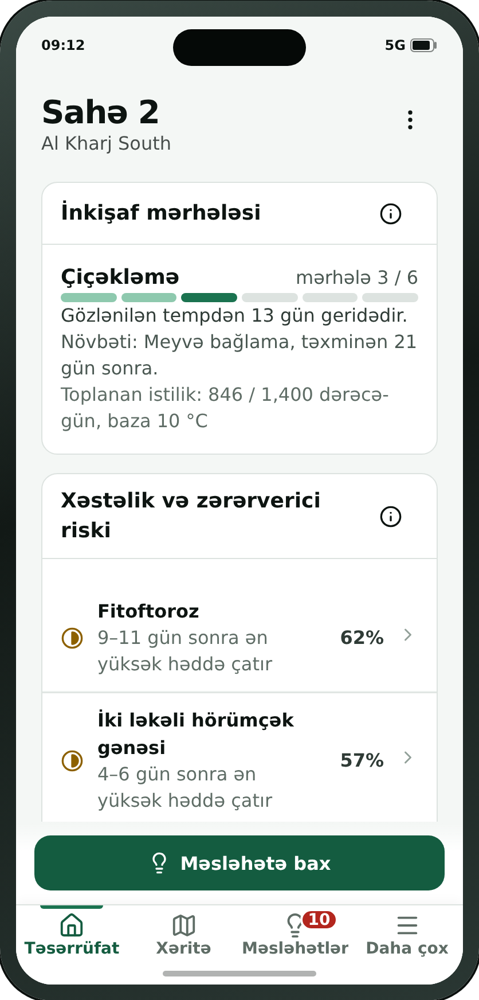 09:12
5G
Sahə 2
Al Kharj South
İnkişaf mərhələsi
Çiçəkləmə
mərhələ 3 / 6
Gözlənilən tempdən 13 gün geridədir.
Növbəti: Meyvə bağlama, təxminən 21
gün sonra.
Toplanan istilik: 846 / 1,400 dərəcə-
gün, baza 10 °C
Xəstəlik və zərərverici
riski
Fitoftoroz
9–11 gün sonra ən
yüksək həddə çatır
62%
İki ləkəli hörümçək
gənəsi
4–6 gün sonra ən
yüksək həddə çatır
57%
Məsləhətə bax
10
Təsərrüfat
Xəritə
Məsləhətlər
Daha çox